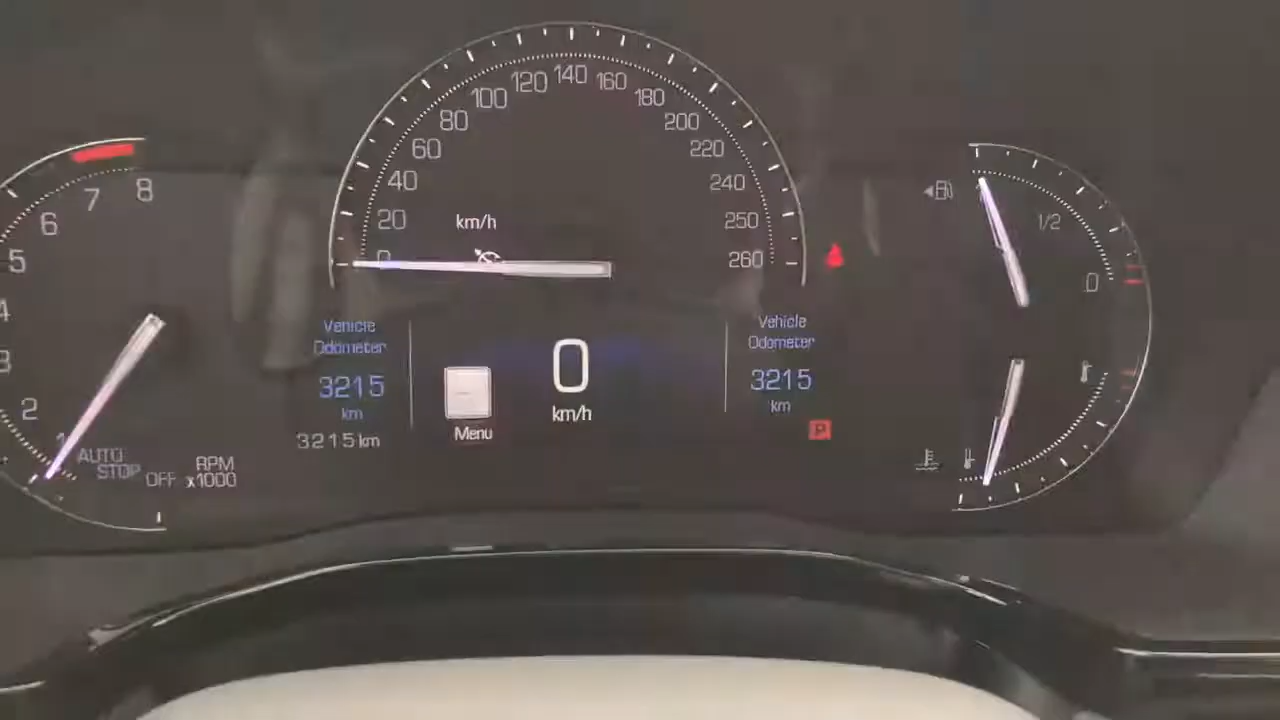 8
7
6
5
4
3
2
1
AUTO
STOP
OFF
RPM
x1000
0
20
40
60
80
100
120
140
160
180
200
220
240
250
260
km/h
Vehicle
Odometer
3215
km
3215 km
Menu
0
km/h
Vehicle
Odometer
3215
km
P
1/2
0